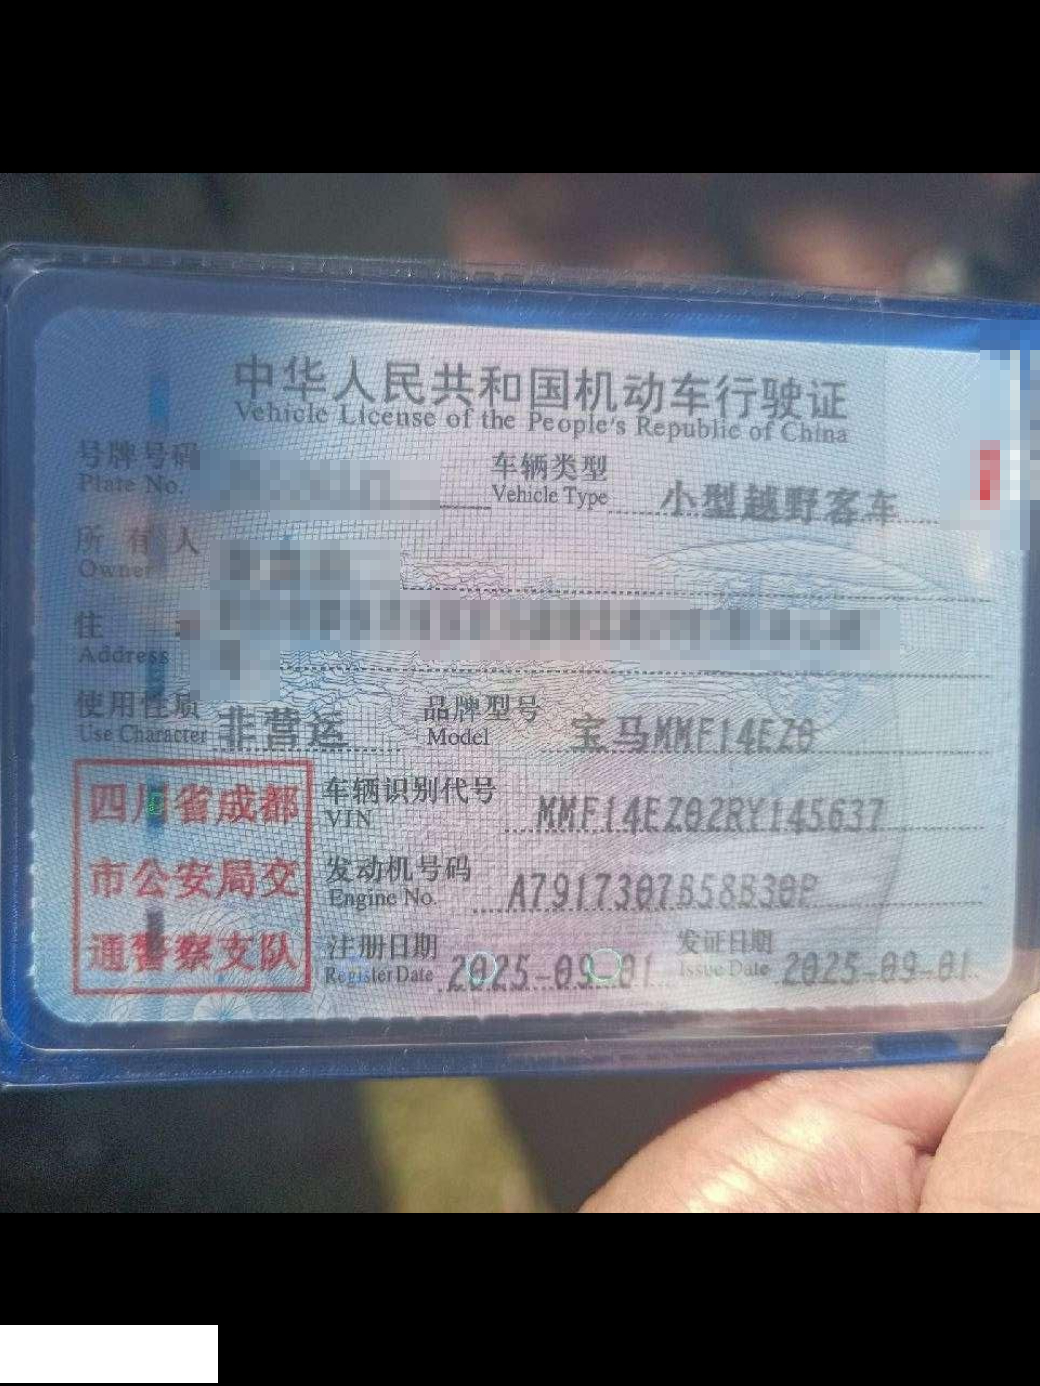 中华人民共和国机动车行驶证
Vehicle License of the People's Republic of China
号牌号码
Plate No.
车辆类型
Vehicle Type
小型越野客车
所有人
Owner
住
Address
使用性质
Use Character
非营运
品牌型号
Model
宝马MMF14EZ0
四川省成都
市公安局交
通警察支队
车辆识别代号
VIN
MMF14EZ02RY145637
发动机号码
Engine No.
A7917307B58B30P
注册日期
Register Date
2025-09-01
发证日期
Issue Date
2025-09-01